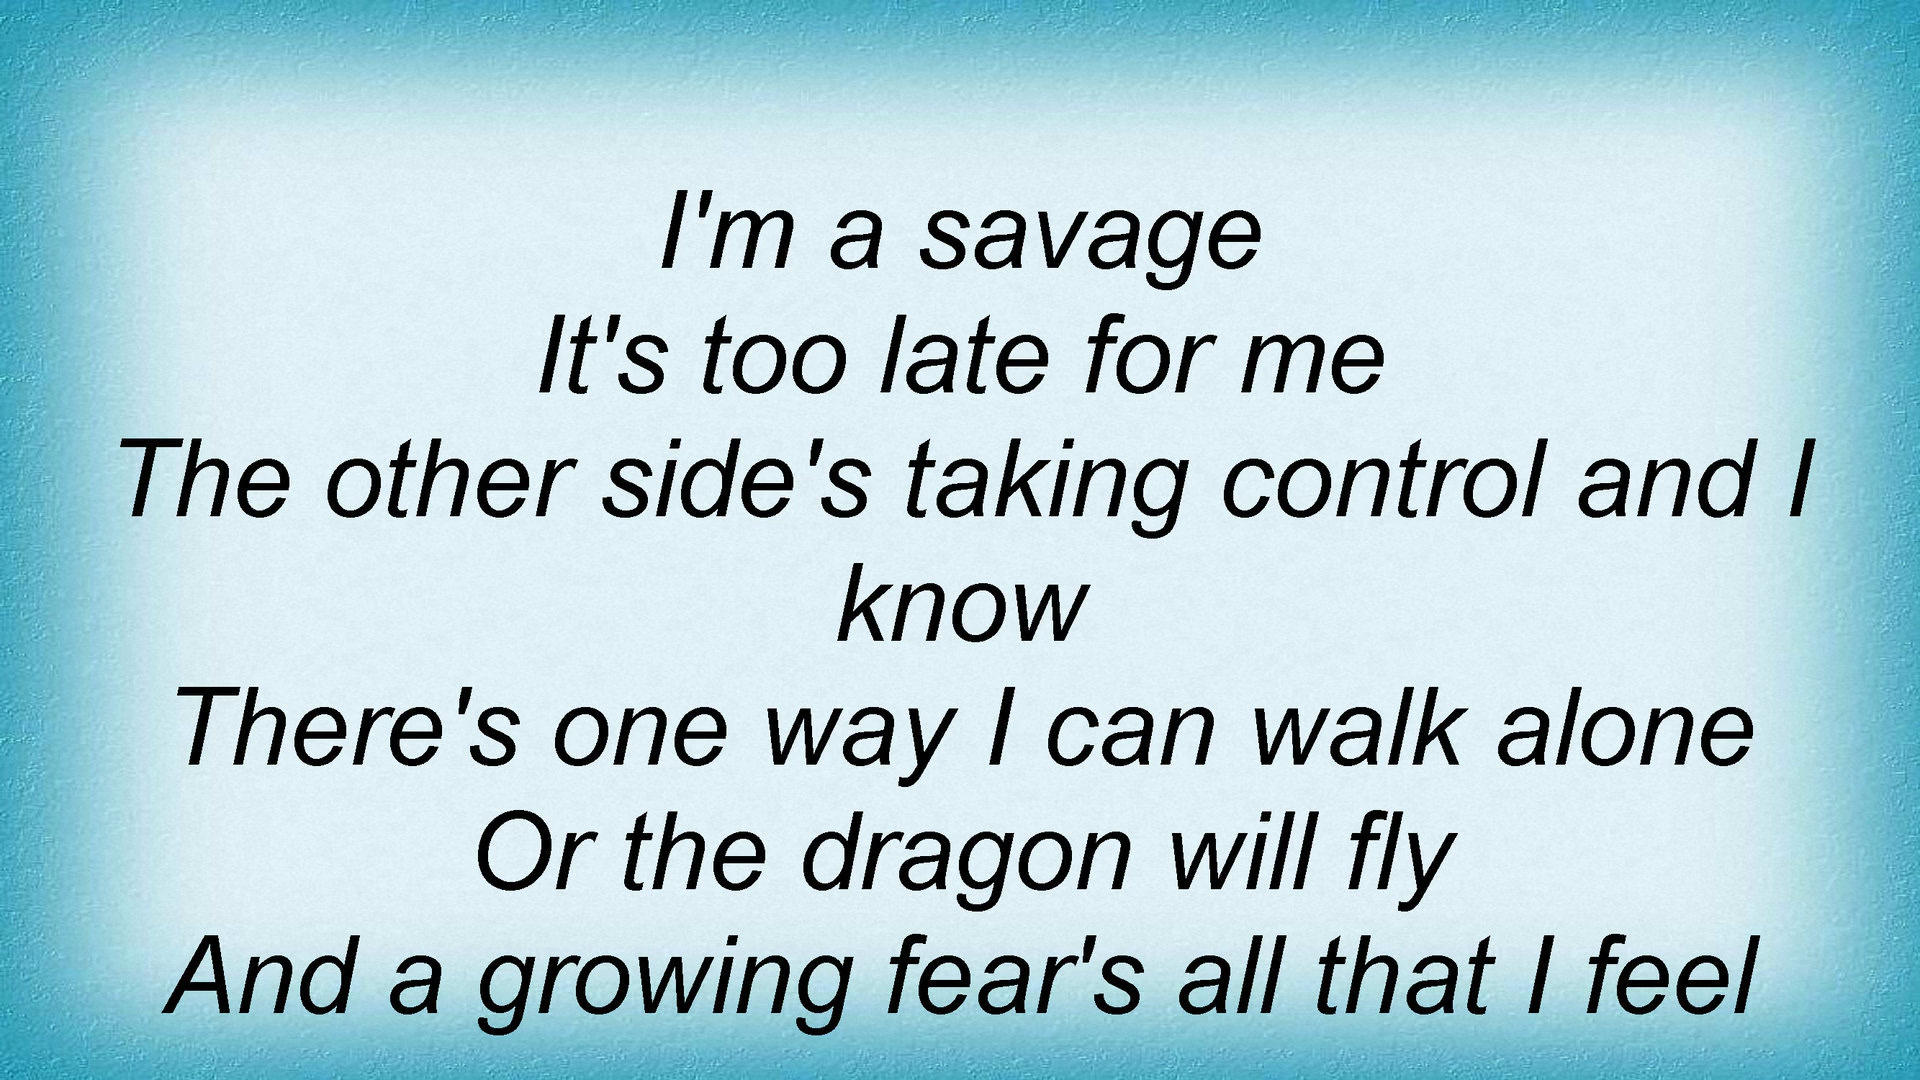 I'm a savage
It's too late for me
The other side's taking control and I
know
There's one way I can walk alone
Or the dragon will fly
And a growing fear's all that I feel